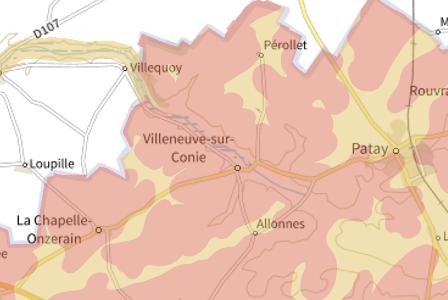 D107
Pérollet
Villequoy
Rouvra
Villeneuve-sur-
Conie
Patay
Loupille
La Chapelle-
Onzerain
Allonnes